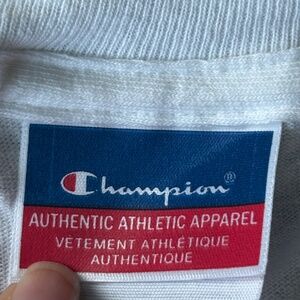 Champion®
AUTHENTIC ATHLETIC APPAREL
VETEMENT ATHLÉTIQUE
AUTHENTIQUE